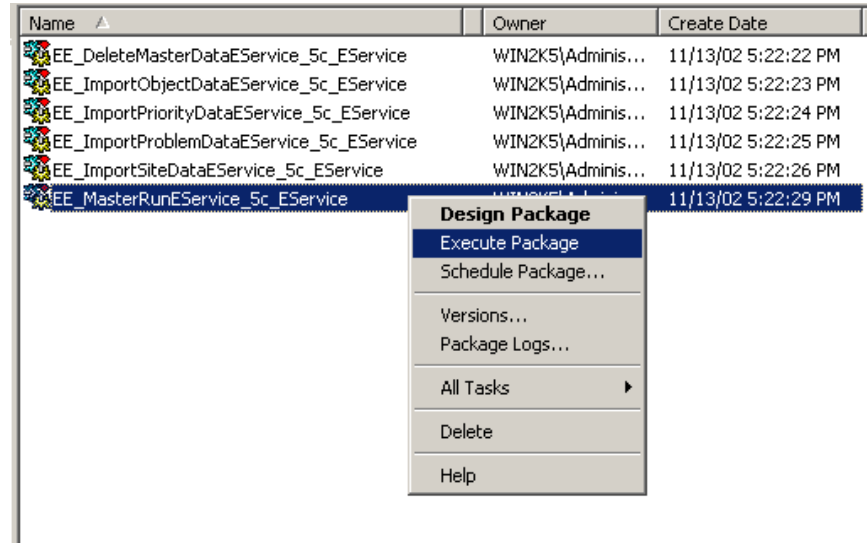 Name Owner Create Date
EE_DeleteMasterDataEService_5c_EService WIN2K5\Adminis... 11/13/02 5:22:22 PM
EE_ImportObjectDataEService_5c_EService WIN2K5\Adminis... 11/13/02 5:22:23 PM
EE_ImportPriorityDataEService_5c_EService WIN2K5\Adminis... 11/13/02 5:22:24 PM
EE_ImportProblemDataEService_5c_EService WIN2K5\Adminis... 11/13/02 5:22:25 PM
EE_ImportSiteDataEService_5c_EService WIN2K5\Adminis... 11/13/02 5:22:26 PM
EE_MasterRunEService_5c_EService 11/13/02 5:22:29 PM
Design Package
Execute Package
Schedule Package...
Versions...
Package Logs...
All Tasks
Delete
Help